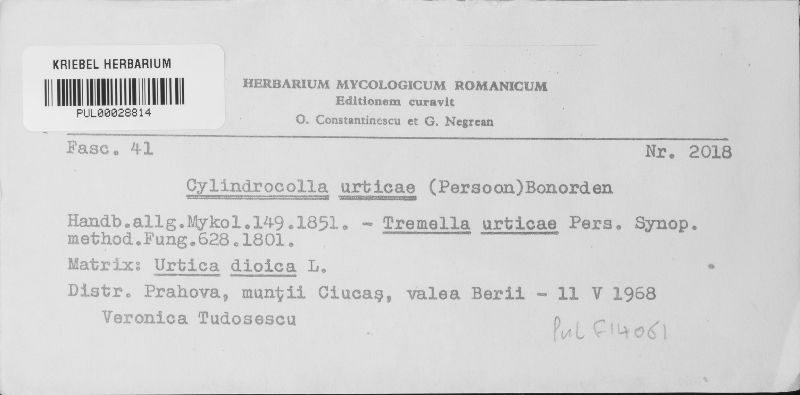 KRIEBEL HERBARIUM
PUL00028814
HERBARIUM MYCOLOGICUM ROMANICUM
Editionem curavit
O. Constantinescu et G. Negrean
Fasc. 41 Nr. 2018
Cylindrocolla urticae (Persoon)Bonorden
Handb.allg.Mykol.149.1851. - Tremella urticae Pers. Synop.
method.Fung.628.1801.
Matrix: Urtica dioica L.
Distr. Prahova, munţii Ciucaş, valea Berii - 11 V 1968
Veronica Tudosescu
PUL F14061